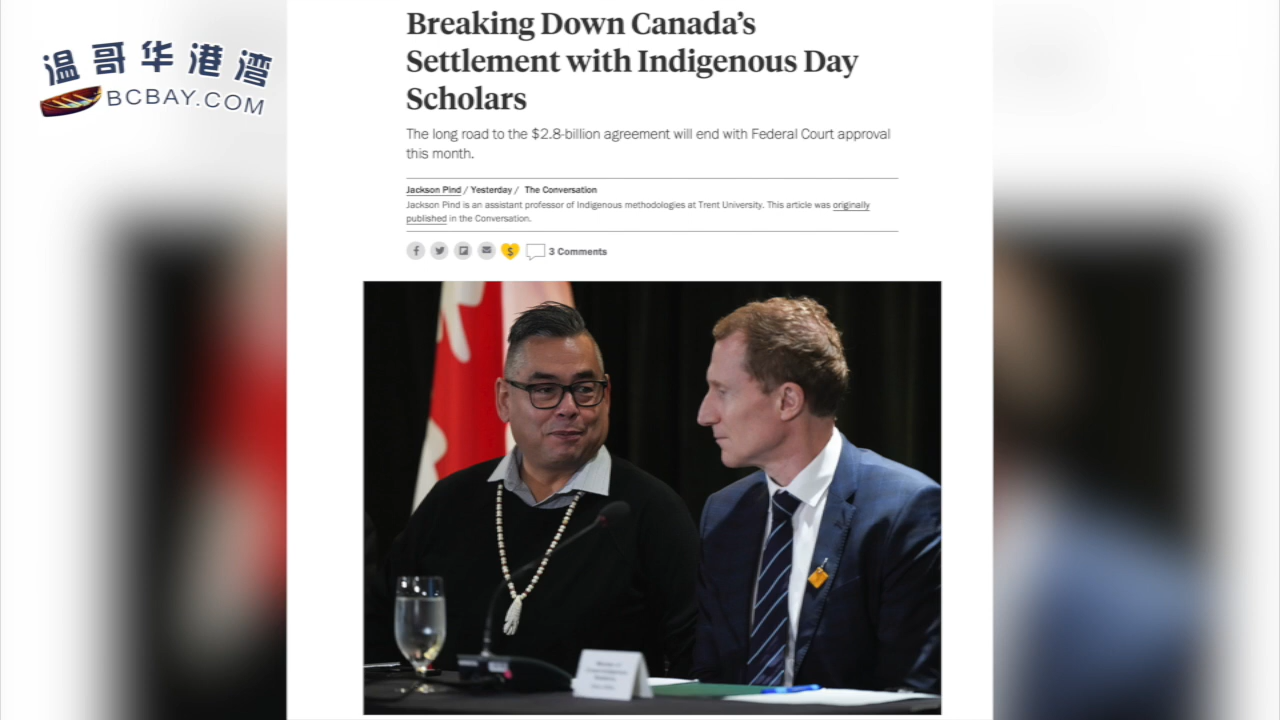 温哥华港湾
BCBAY.COM
Breaking Down Canada’s
Settlement with Indigenous Day
Scholars
The long road to the $2.8-billion agreement will end with Federal Court approval
this month.
Jackson Pind / Yesterday / The Conversation
Jackson Pind is an assistant professor of Indigenous methodologies at Trent University. This article was originally
published in the Conversation.
3 Comments